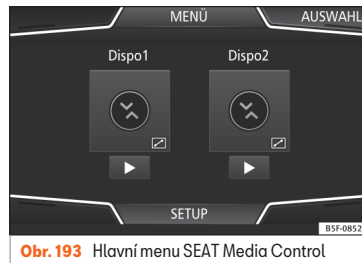 MENÜ AUSWAHL
Dispo1 Dispo2
SETUP
B5F-0852
Obr. 193 Hlavní menu SEAT Media Control